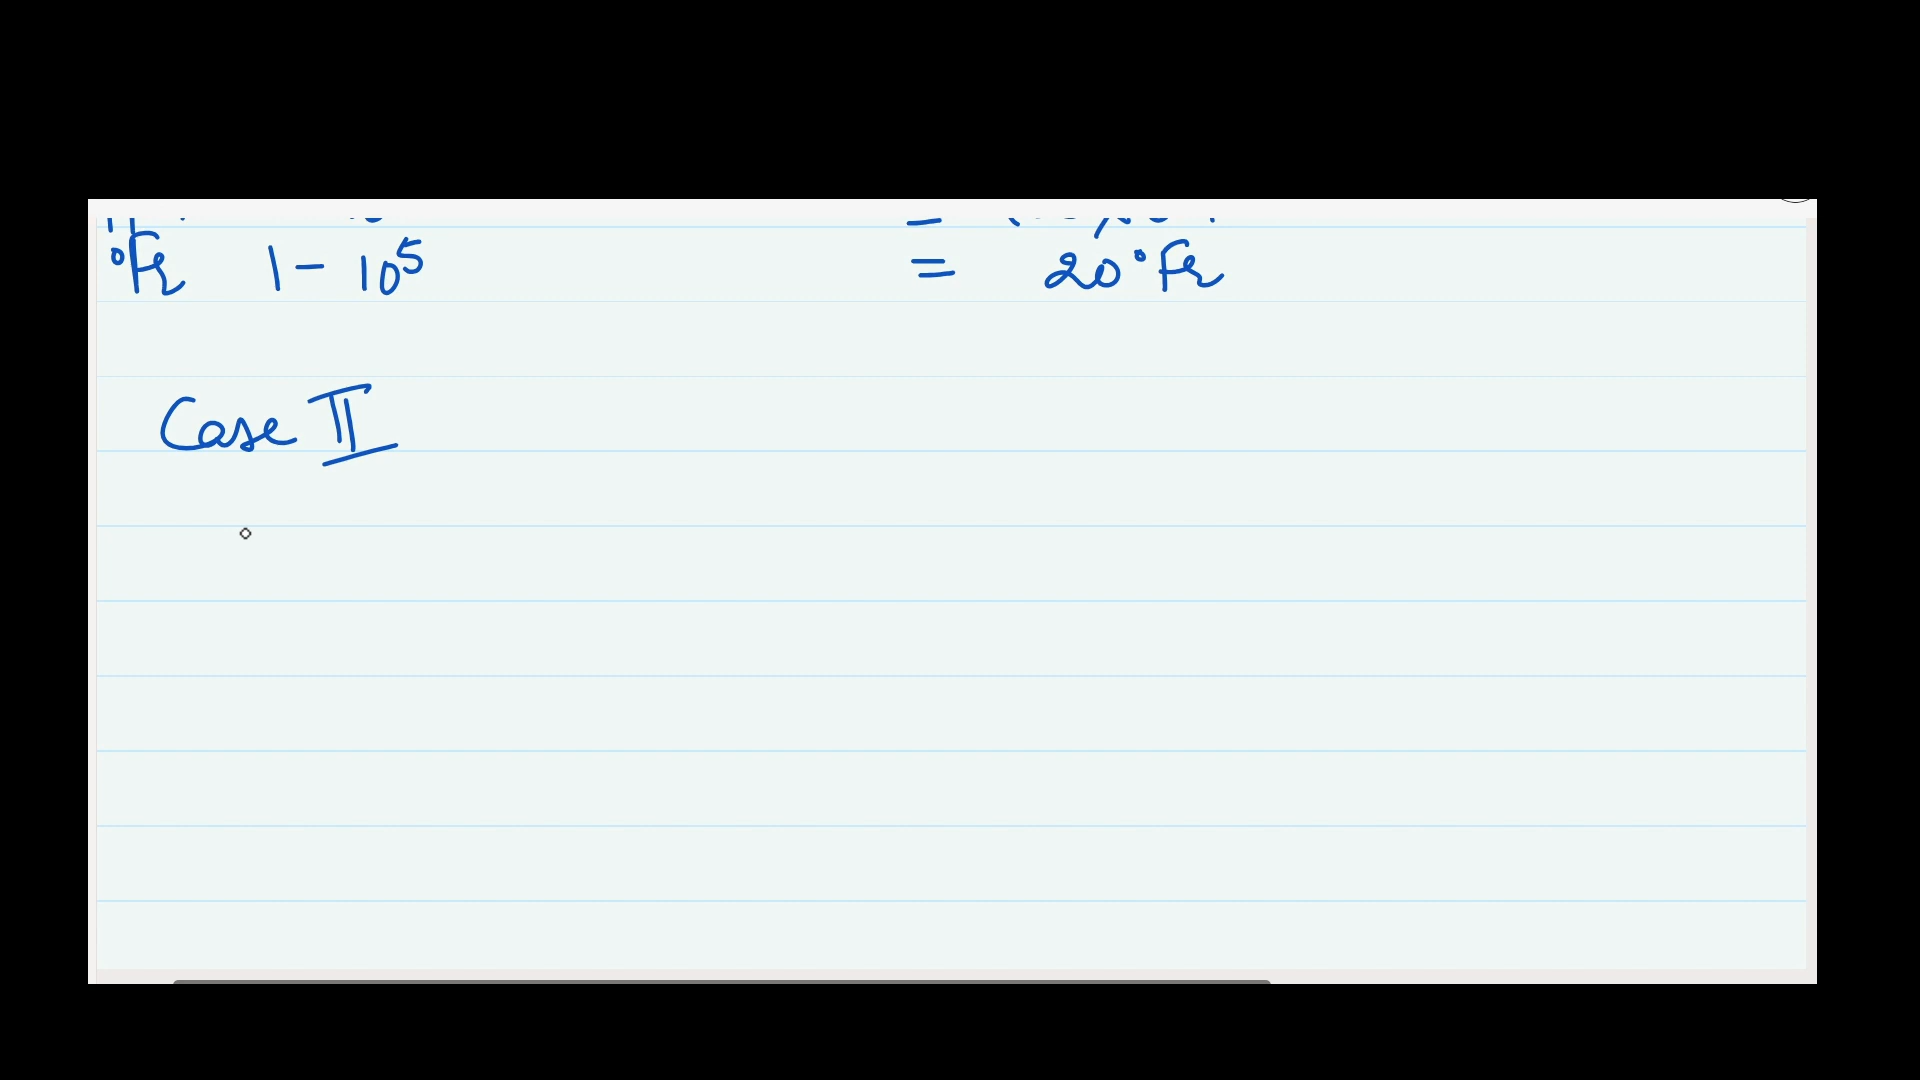 °Fr 1 - 10⁵ = 20 °Fr
Case II